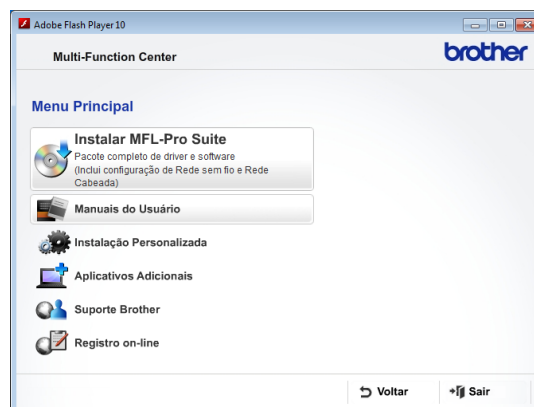 Adobe Flash Player 10
Multi-Function Center
brother
Menu Principal
Instalar MFL-Pro Suite
Pacote completo de driver e software
(Inclui configuração de Rede sem fio e Rede
Cabeada)
Manuais do Usuário
Instalação Personalizada
Aplicativos Adicionais
Suporte Brother
Registro on-line
Voltar
Sair